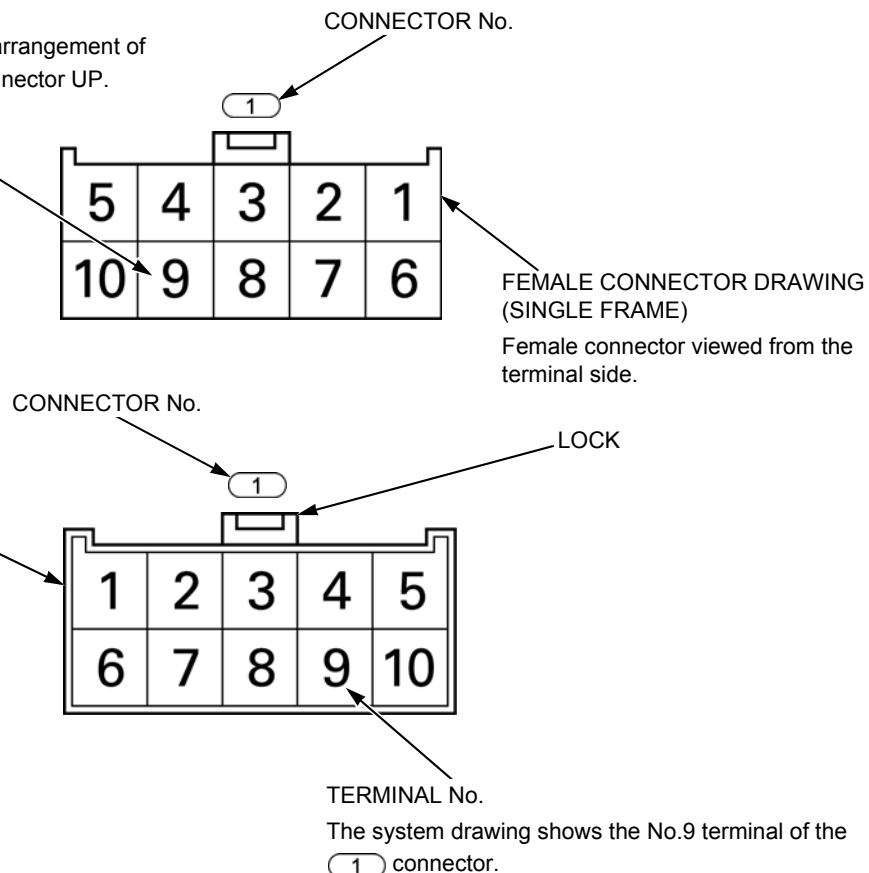 CONNECTOR No.
arrangement of
nector UP.
1
5 4 3 2 1
10 9 8 7 6
FEMALE CONNECTOR DRAWING
(SINGLE FRAME)
Female connector viewed from the
terminal side.
CONNECTOR No.
LOCK
1
1 2 3 4 5
6 7 8 9 10
TERMINAL No.
The system drawing shows the No.9 terminal of the
1 connector.